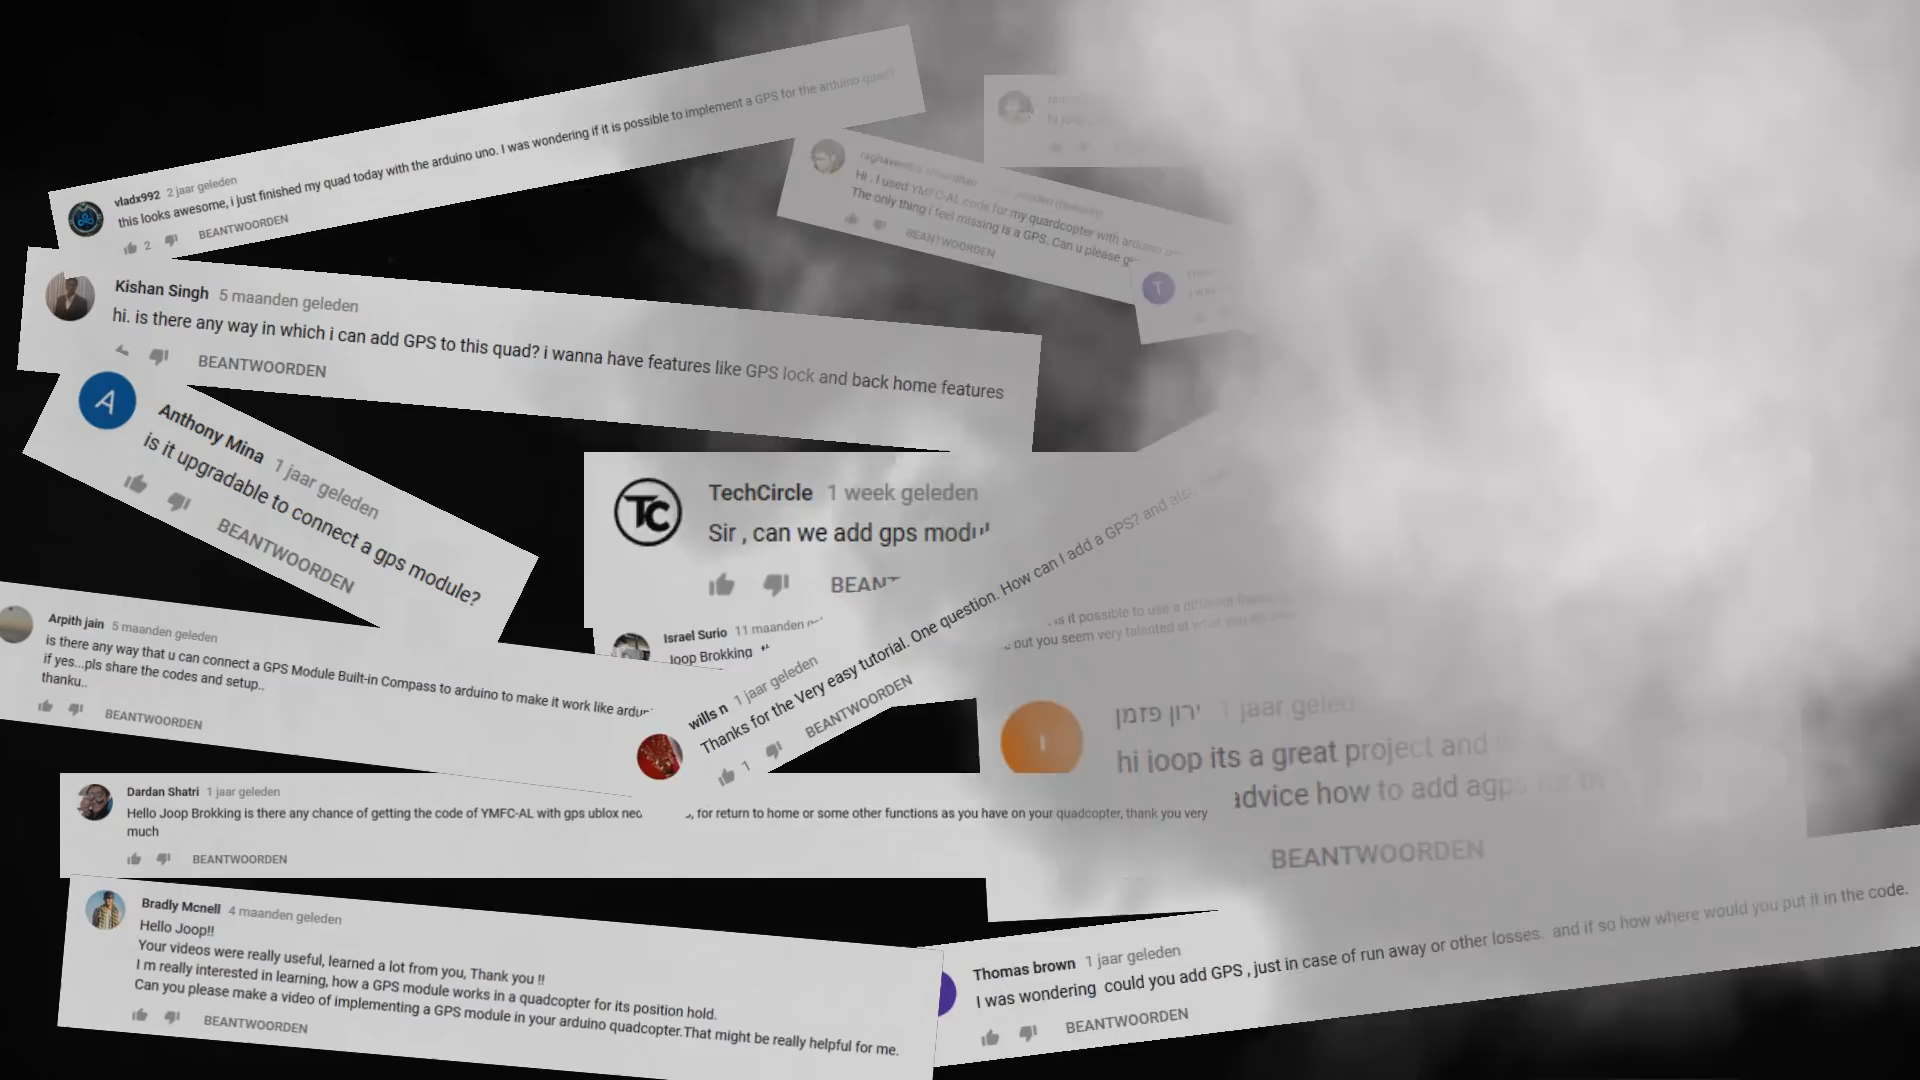 vladx992 2 jaar geleden
this looks awesome, i just finished my quad today with the arduino uno. I was wondering if it is possible to implement a GPS for the arduino quad?
2 BEANTWOORDEN
Hi . I used YMFC-AL code for my quardcopter with arduino
The only thing i feel missing is a GPS. Can u please
BEANTWOORDEN
T
Kishan Singh 5 maanden geleden
hi. is there any way in which i can add GPS to this quad? i wanna have features like GPS lock and back home features
BEANTWOORDEN
A
Anthony Mina 1 jaar geleden
is it upgradable to connect a gps module?
BEANTWOORDEN
TC
TechCircle 1 week geleden
Sir , can we add gps
Israel Surio 11 maanden
Joop Brokking
Arpith jain 5 maanden geleden
is there any way that u can connect a GPS Module Built-in Compass to arduino to make it work like
if yes...pls share the codes and setup..
thanku..
BEANTWOORDEN
wills n 1 jaar geleden
Thanks for the Very easy tutorial. One question. How can I add a GPS? and also
1 BEANTWOORDEN
is it possible to use a different
but you seem very talented at what you
ירון פזמן 1 jaar
hi joop its a great project and
advice how to add
BEANTWOORDEN
Dardan Shatri 1 jaar geleden
Hello Joop Brokking is there any chance of getting the code of YMFC-AL with gps ublox
for return to home or some other functions as you have on your quadcopter, thank you very
much
BEANTWOORDEN
Bradly Mcnell 4 maanden geleden
Hello Joop!!
Your videos were really useful, learned a lot from you, Thank you !!
I m really interested in learning, how a GPS module works in a quadcopter for its position hold.
Can you please make a video of implementing a GPS module in your arduino quadcopter.That might be really helpful for me.
BEANTWOORDEN
Thomas brown 1 jaar geleden
I was wondering could you add GPS , just in case of run away or other losses. and if so how where would you put it in the code.
BEANTWOORDEN